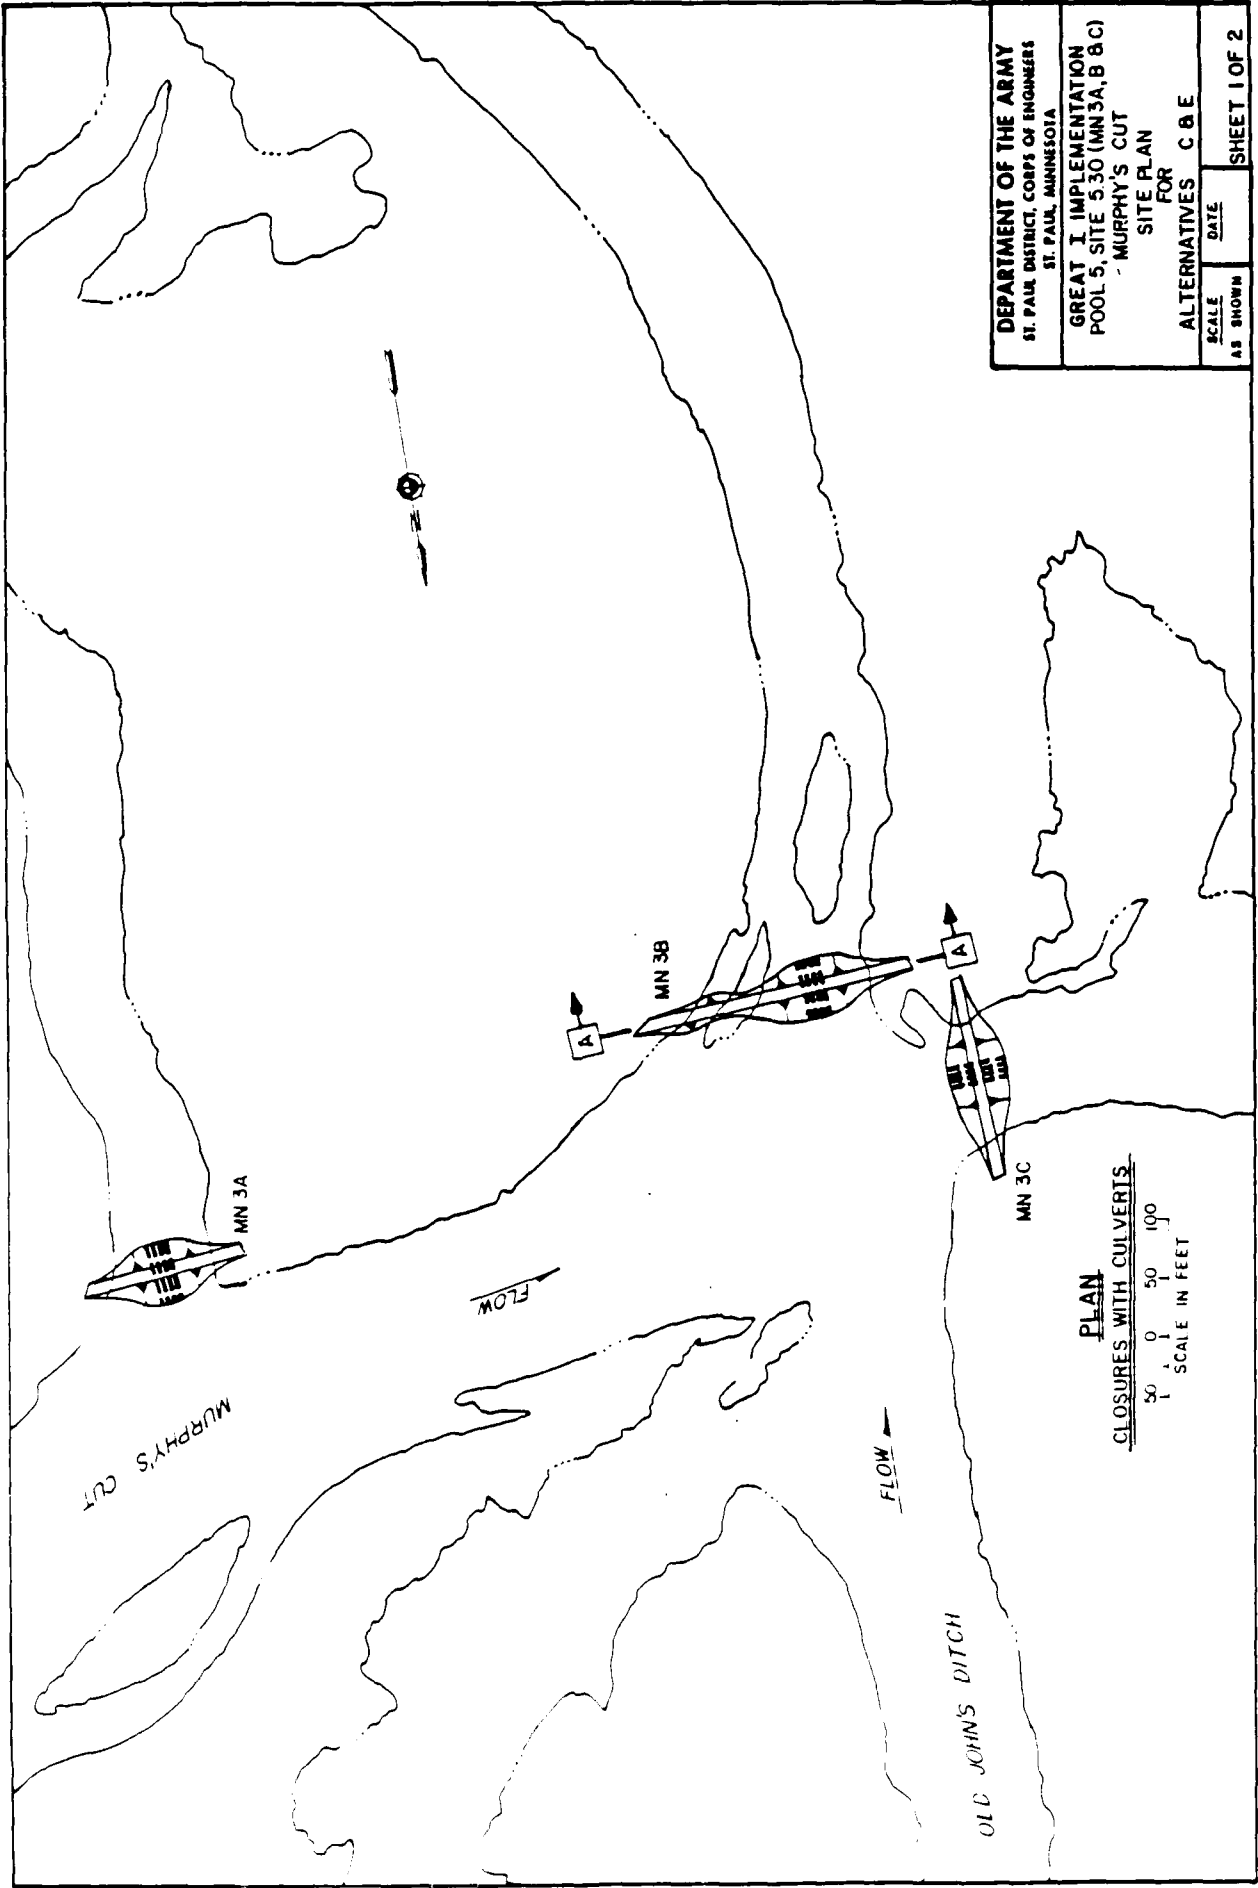 MURPHY'S CUT
MN 3A
FLOW
N
A
MN 3B
A
MN 3C
FLOW
OLD JOHN'S DITCH
PLAN
CLOSURES WITH CULVERTS
50 0 50 100
SCALE IN FEET
DEPARTMENT OF THE ARMY
ST. PAUL DISTRICT, CORPS OF ENGINEERS
ST. PAUL, MINNESOTA
GREAT I IMPLEMENTATION
POOL 5, SITE 5.30 (MN3A, B &C)
MURPHY'S CUT
SITE PLAN
FOR
ALTERNATIVES C & E
SCALE
AS SHOWN
DATE
SHEET 1 OF 2